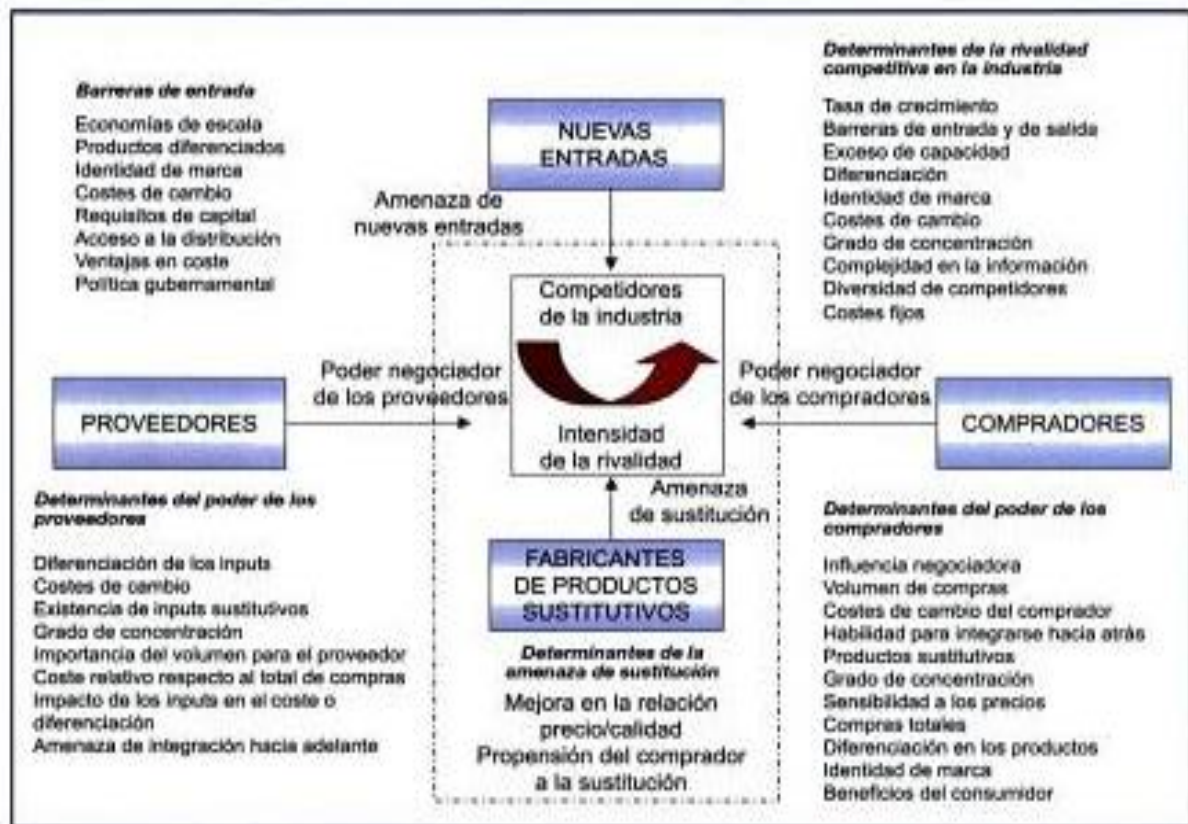 Barreras de entrada
Economías de escala
Productos diferenciados
Identidad de marca
Costes de cambio
Requisitos de capital
Acceso a la distribución
Ventajas en coste
Política gubernamental
NUEVAS
ENTRADAS
Amenaza de
nuevas entradas
Determinantes de la rivalidad
competitiva en la industria
Tasa de crecimiento
Barreras de entrada y de salida
Exceso de capacidad
Diferenciación
Identidad de marca
Costes de cambio
Grado de concentración
Complejidad en la información
Diversidad de competidores
Costes fijos
Competidores
de la industria
Intensidad
de la rivalidad
PROVEEDORES
Poder negociador
de los proveedores
Poder negociador
de los compradores
COMPRADORES
Determinantes del poder de los
proveedores
Diferenciación de los inputs
Costes de cambio
Existencia de inputs sustitutivos
Grado de concentración
Importancia del volumen para el proveedor
Coste relativo respecto al total de compras
Impacto de los inputs en el coste o
diferenciación
Amenaza de integración hacia adelante
Amenaza
de sustitución
FABRICANTES
DE PRODUCTOS
SUSTITUTIVOS
Determinantes de la
amenaza de sustitución
Mejora en la relación
precio/calidad
Propensión del comprador
a la sustitución
Determinantes del poder de los
compradores
Influencia negociadora
Volumen de compras
Costes de cambio del comprador
Habilidad para integrarse hacia atrás
Productos sustitutivos
Grado de concentración
Sensibilidad a los precios
Compras totales
Diferenciación en los productos
Identidad de marca
Beneficios del consumidor